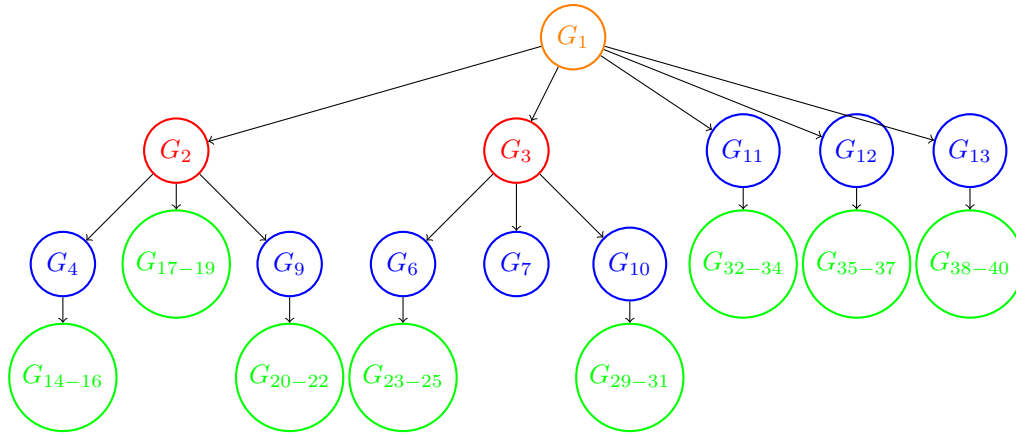 G₁
G₂ G₃ G₁₁ G₁₂ G₁₃
G₄ G₁₇₋₁₉ G₉ G₆ G₇ G₁₀ G₃₂₋₃₄ G₃₅₋₃₇ G₃₈₋₄₀
G₁₄₋₁₆ G₂₀₋₂₂ G₂₃₋₂₅ G₂₉₋₃₁